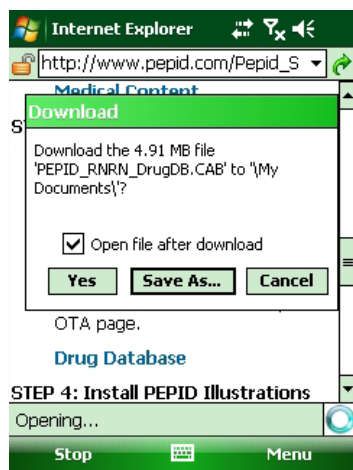 Internet Explorer
http://www.pepid.com/Pepid_S
Medical Content
S
Download
Download the 4.91 MB file
'PEPID_RNRN_DrugDB.CAB' to '\My
Documents\'?
Open file after download
Yes Save As... Cancel
OTA page.
Drug Database
STEP 4: Install PEPID Illustrations
Opening...
Stop Menu